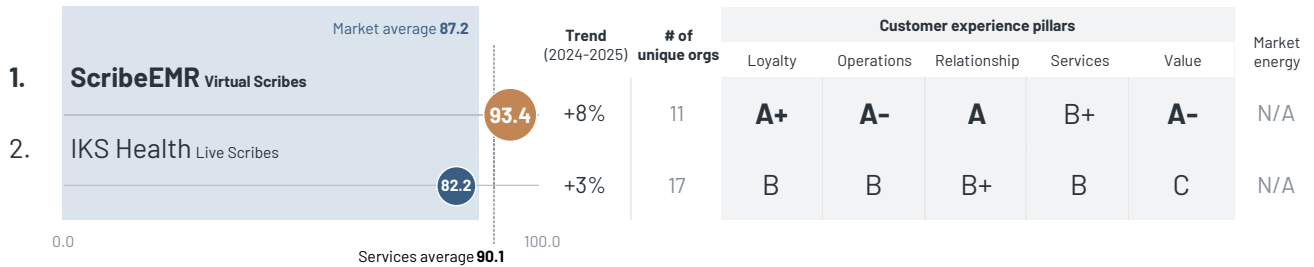 Market average 87.2
Trend
(2024-2025)
# of
unique orgs
Customer experience pillars
Loyalty Operations Relationship Services Value
Market
energy
1. ScribeEMR Virtual Scribes
93.4 +8% 11 A+ A- A B+ A- N/A
2. IKS Health Live Scribes
82.2 +3% 17 B B B+ B C N/A
0.0 100.0
Services average 90.1